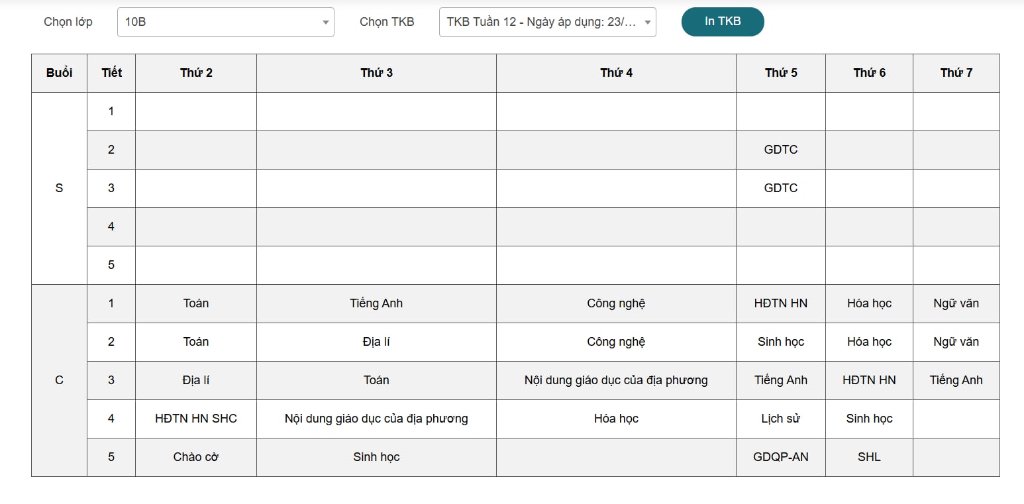 Chọn lớp 10B Chọn TKB TKB Tuần 12 - Ngày áp dụng: 23/... In TKB
Buổi Tiết Thứ 2 Thứ 3 Thứ 4 Thứ 5 Thứ 6 Thứ 7
1
2 GDTC
S 3 GDTC
4
5
1 Toán Tiếng Anh Công nghệ HĐTN HN Hóa học Ngữ văn
2 Toán Địa lí Công nghệ Sinh học Hóa học Ngữ văn
C 3 Địa lí Toán Nội dung giáo dục của địa phương Tiếng Anh HĐTN HN Tiếng Anh
4 HĐTN HN SHC Nội dung giáo dục của địa phương Hóa học Lịch sử Sinh học
5 Chào cờ Sinh học GDQP-AN SHL